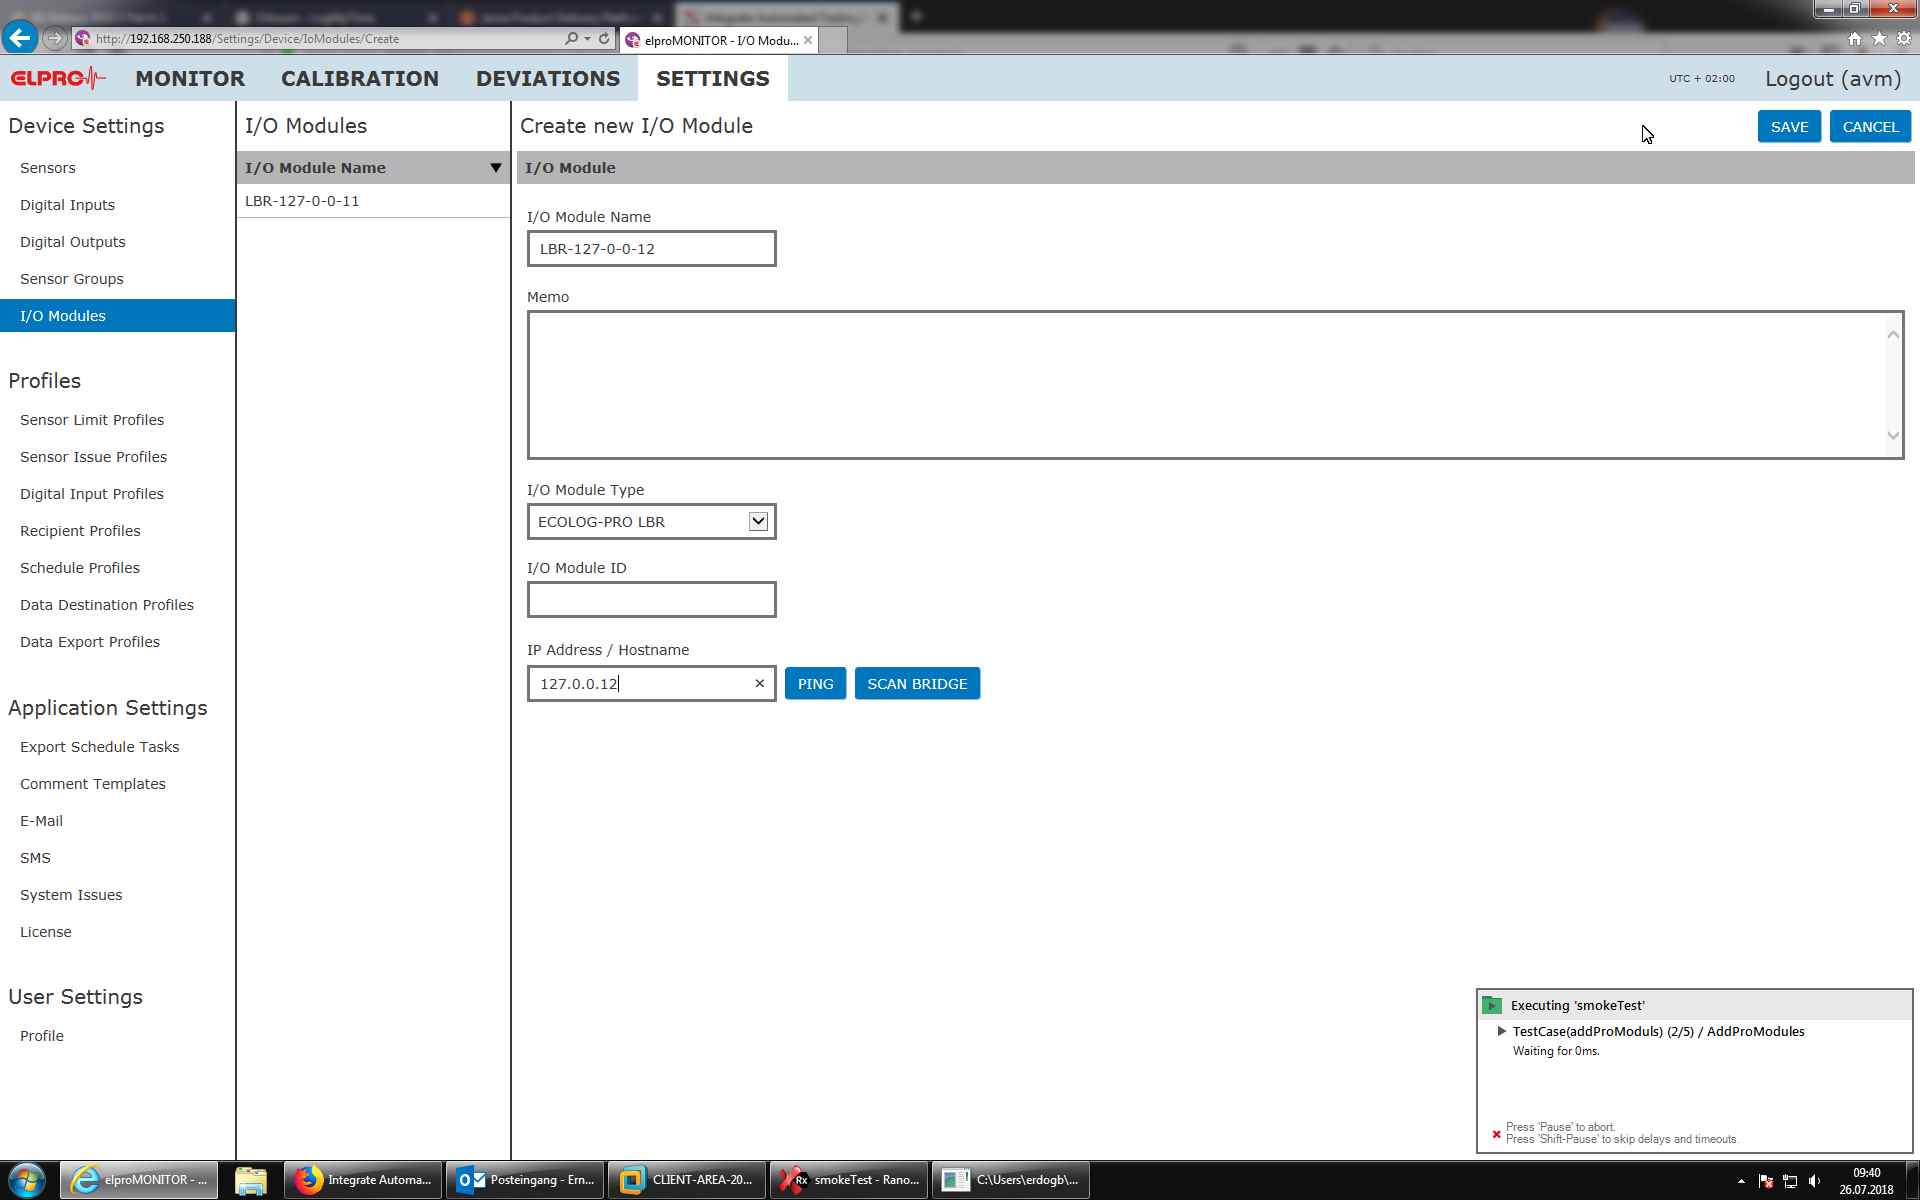 http://192.168.250.188/Settings/Device/IoModules/Create
elproMONITOR - I/O Modu...
ELPRO
MONITOR
CALIBRATION
DEVIATIONS
SETTINGS
UTC + 02:00
Logout (avm)
Device Settings
Sensors
Digital Inputs
Digital Outputs
Sensor Groups
I/O Modules
Profiles
Sensor Limit Profiles
Sensor Issue Profiles
Digital Input Profiles
Recipient Profiles
Schedule Profiles
Data Destination Profiles
Data Export Profiles
Application Settings
Export Schedule Tasks
Comment Templates
E-Mail
SMS
System Issues
License
User Settings
Profile
I/O Modules
I/O Module Name
LBR-127-0-0-11
Create new I/O Module
SAVE
CANCEL
I/O Module
I/O Module Name
LBR-127-0-0-12
Memo
I/O Module Type
ECOLOG-PRO LBR
I/O Module ID
IP Address / Hostname
127.0.0.12
PING
SCAN BRIDGE
Executing 'smokeTest'
TestCase(addProModuls) (2/5) / AddProModules
Waiting for 0ms.
Press 'Pause' to abort.
Press 'Shift-Pause' to skip delays and timeouts.
elproMONITOR - ...
Integrate Automa...
Posteingang - Ern...
CLIENT-AREA-20...
Rx
smokeTest - Rano...
C:\Users\erdogb\...
09:40
26.07.2018